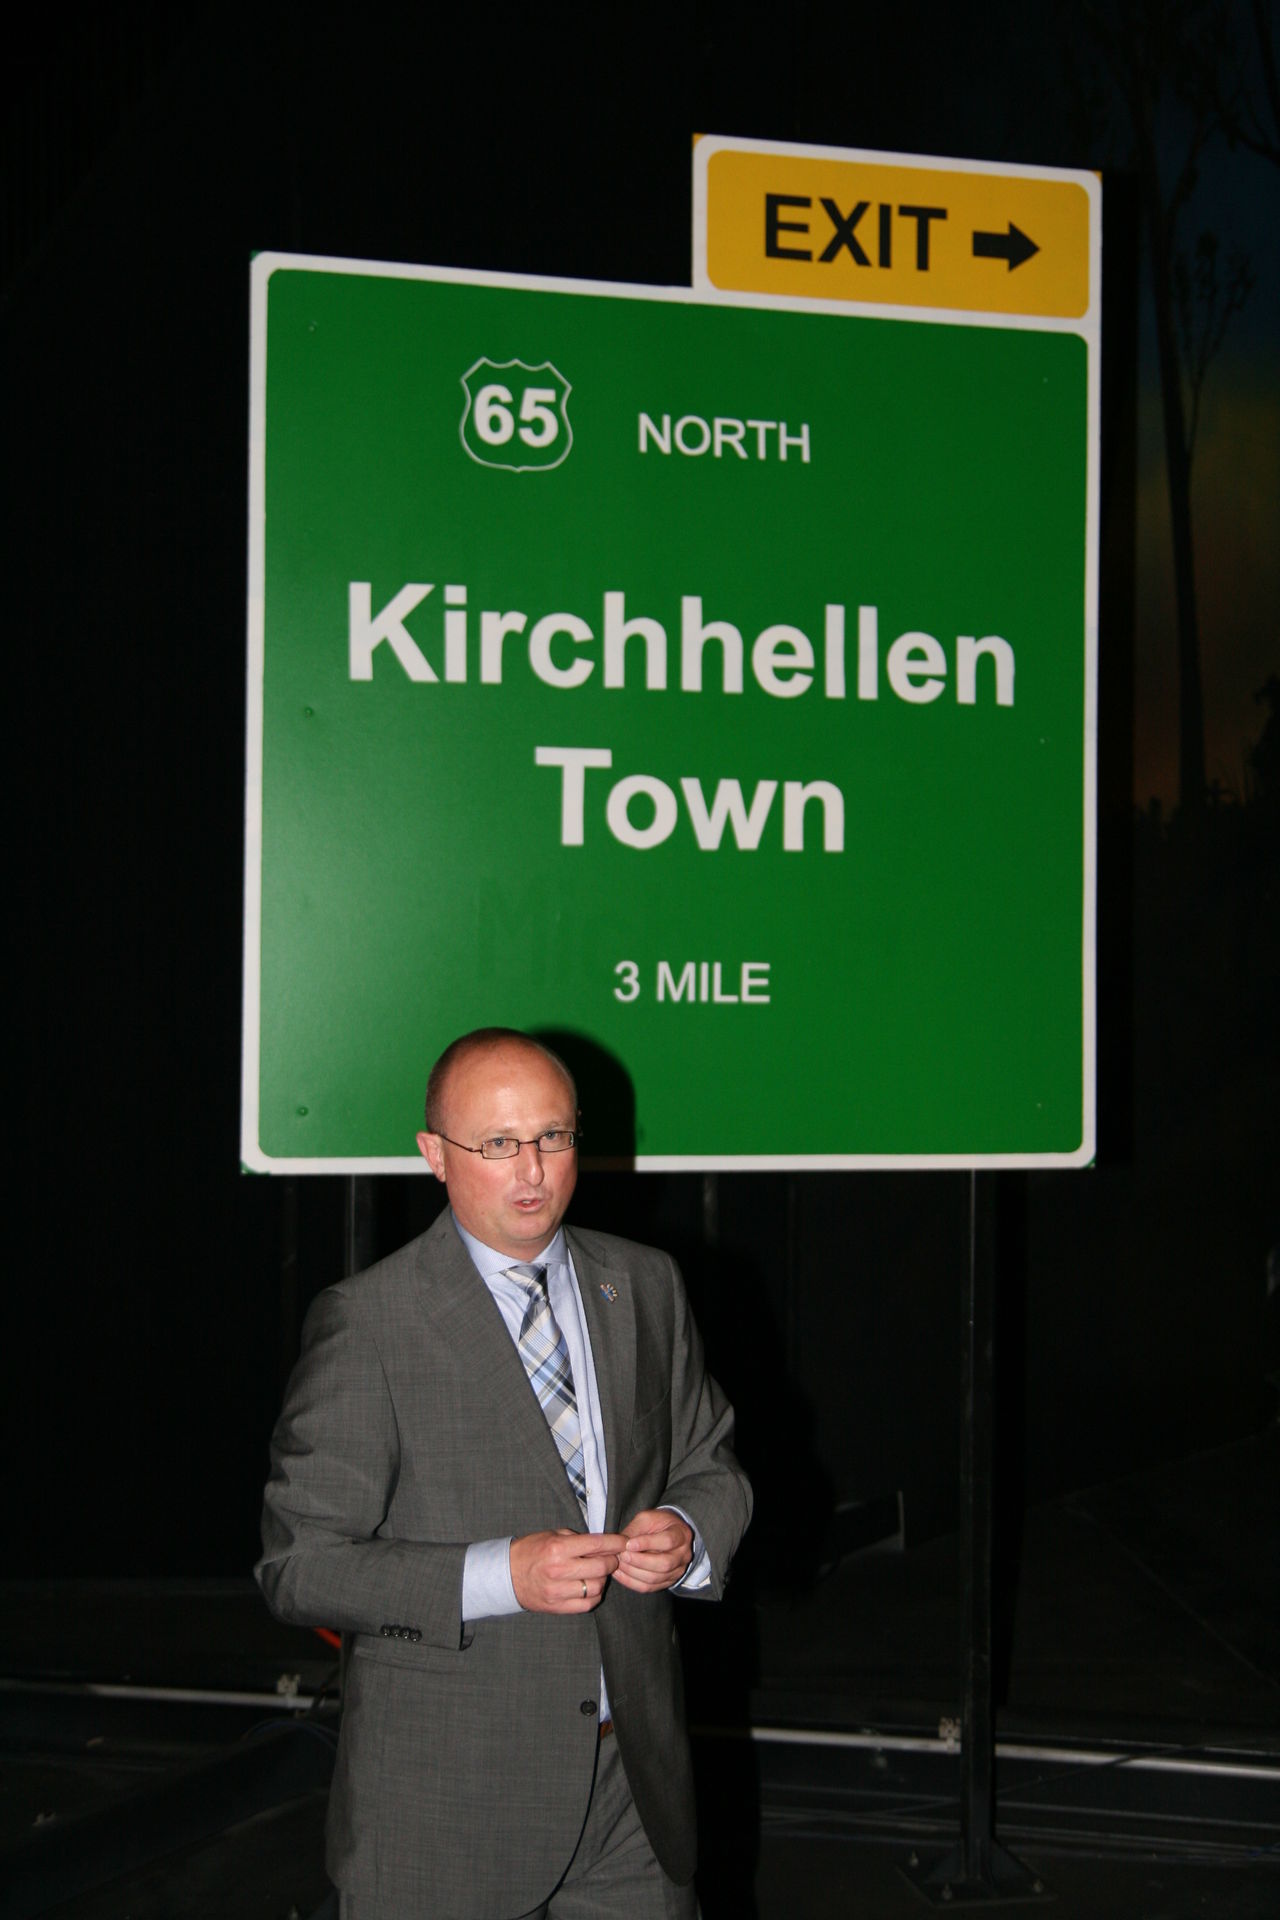 EXIT
65 NORTH
Kirchhellen
Town
3 MILE